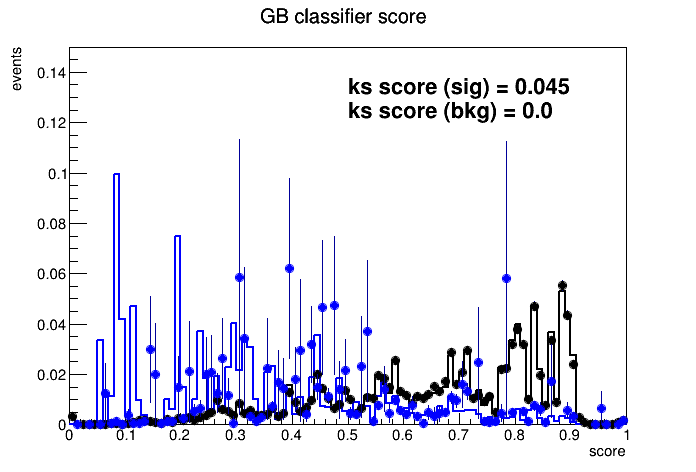 GB classifier score
events
ks score (sig) = 0.045
ks score (bkg) = 0.0
0.14
0.12
0.1
0.08
0.06
0.04
0.02
0
0 0.1 0.2 0.3 0.4 0.5 0.6 0.7 0.8 0.9 1
score